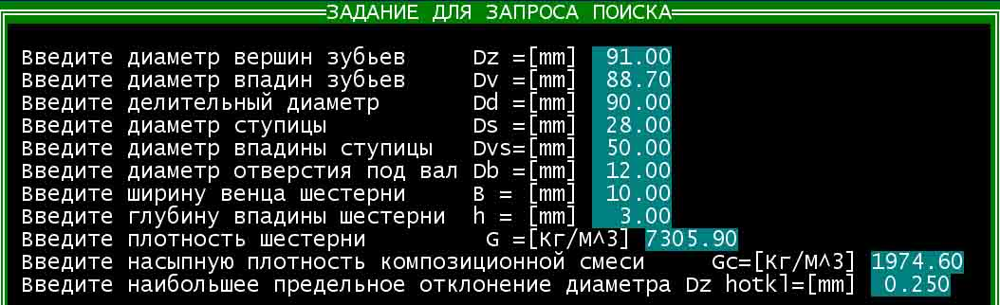 ЗАДАНИЕ ДЛЯ ЗАПРОСА ПОИСКА
Введите диаметр вершин зубьев Dz =[mm] 91.00
Введите диаметр впадин зубьев Dv =[mm] 88.70
Введите делительный диаметр Dd =[mm] 90.00
Введите диаметр ступицы Ds =[mm] 28.00
Введите диаметр впадины ступицы Dvs=[mm] 50.00
Введите диаметр отверстия под вал Db =[mm] 12.00
Введите ширину венца шестерни B = [mm] 10.00
Введите глубину впадины шестерни h = [mm] 3.00
Введите плотность шестерни G =[Кг/М^3] 7305.90
Введите насыпную плотность композиционной смеси Gc=[Кг/М^3] 1974.60
Введите наибольшее предельное отклонение диаметра Dz hotkl=[mm] 0.250